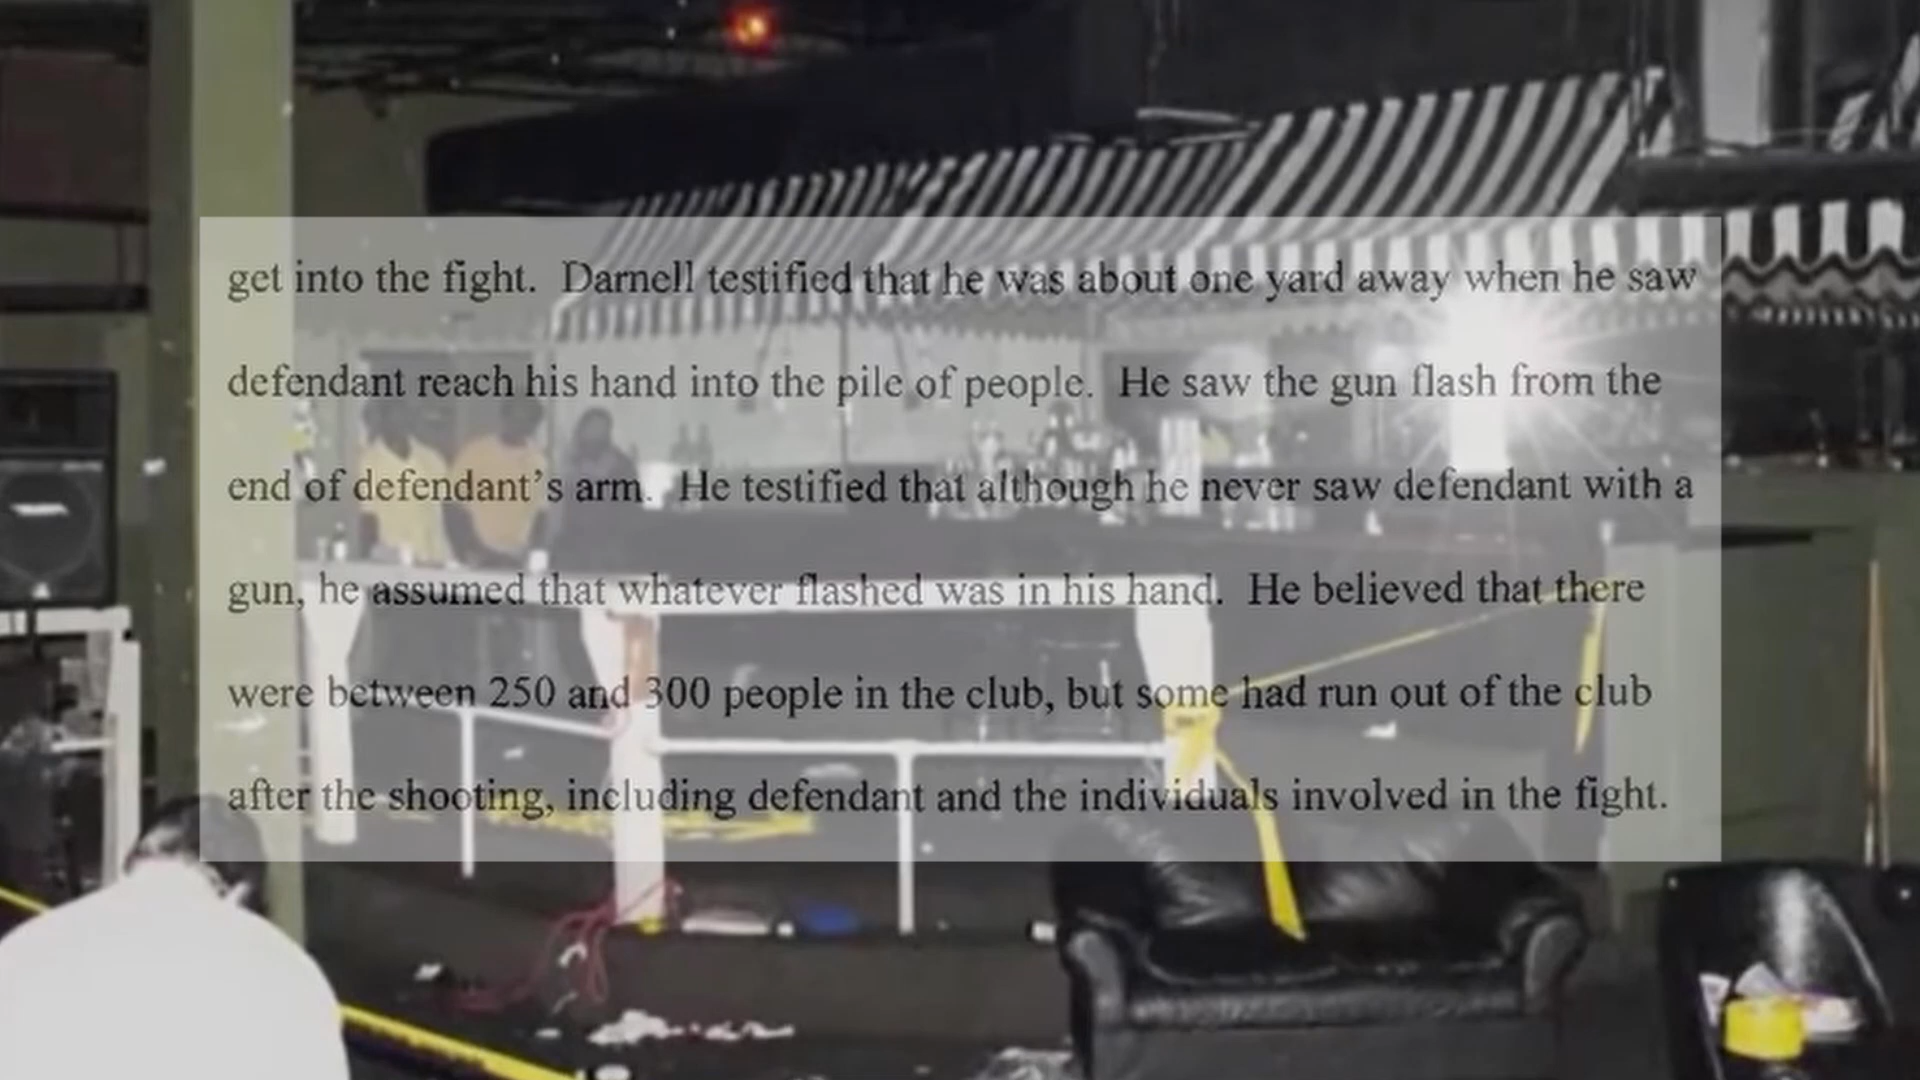 get into the fight. Darnell testified that he was about one yard away when he saw
defendant reach his hand into the pile of people. He saw the gun flash from the
end of defendant's arm. He testified that although he never saw defendant with a
gun, he assumed that whatever flashed was in his hand. He believed that there
were between 250 and 300 people in the club, but some had run out of the club
after the shooting, including defendant and the individuals involved in the fight.